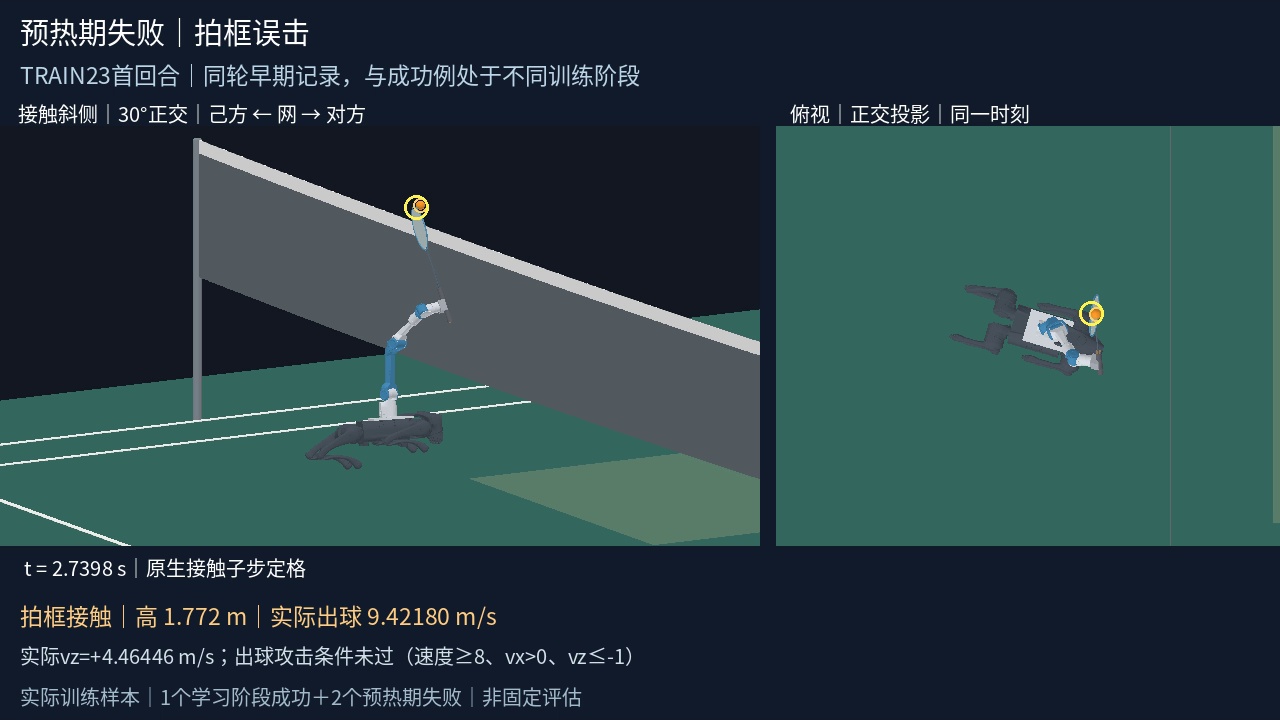 预热期失败｜拍框误击
TRAIN23首回合｜同轮早期记录，与成功例处于不同训练阶段
接触斜侧｜30°正交｜己方 ← 网 → 对方
俯视｜正交投影｜同一时刻
t = 2.7398 s｜原生接触子步定格
拍框接触｜高 1.772 m｜实际出球 9.42180 m/s
实际vz=+4.46446 m/s；出球攻击条件未过（速度≥8、vx>0、vz≤-1）
实际训练样本｜1个学习阶段成功＋2个预热期失败｜非固定评估